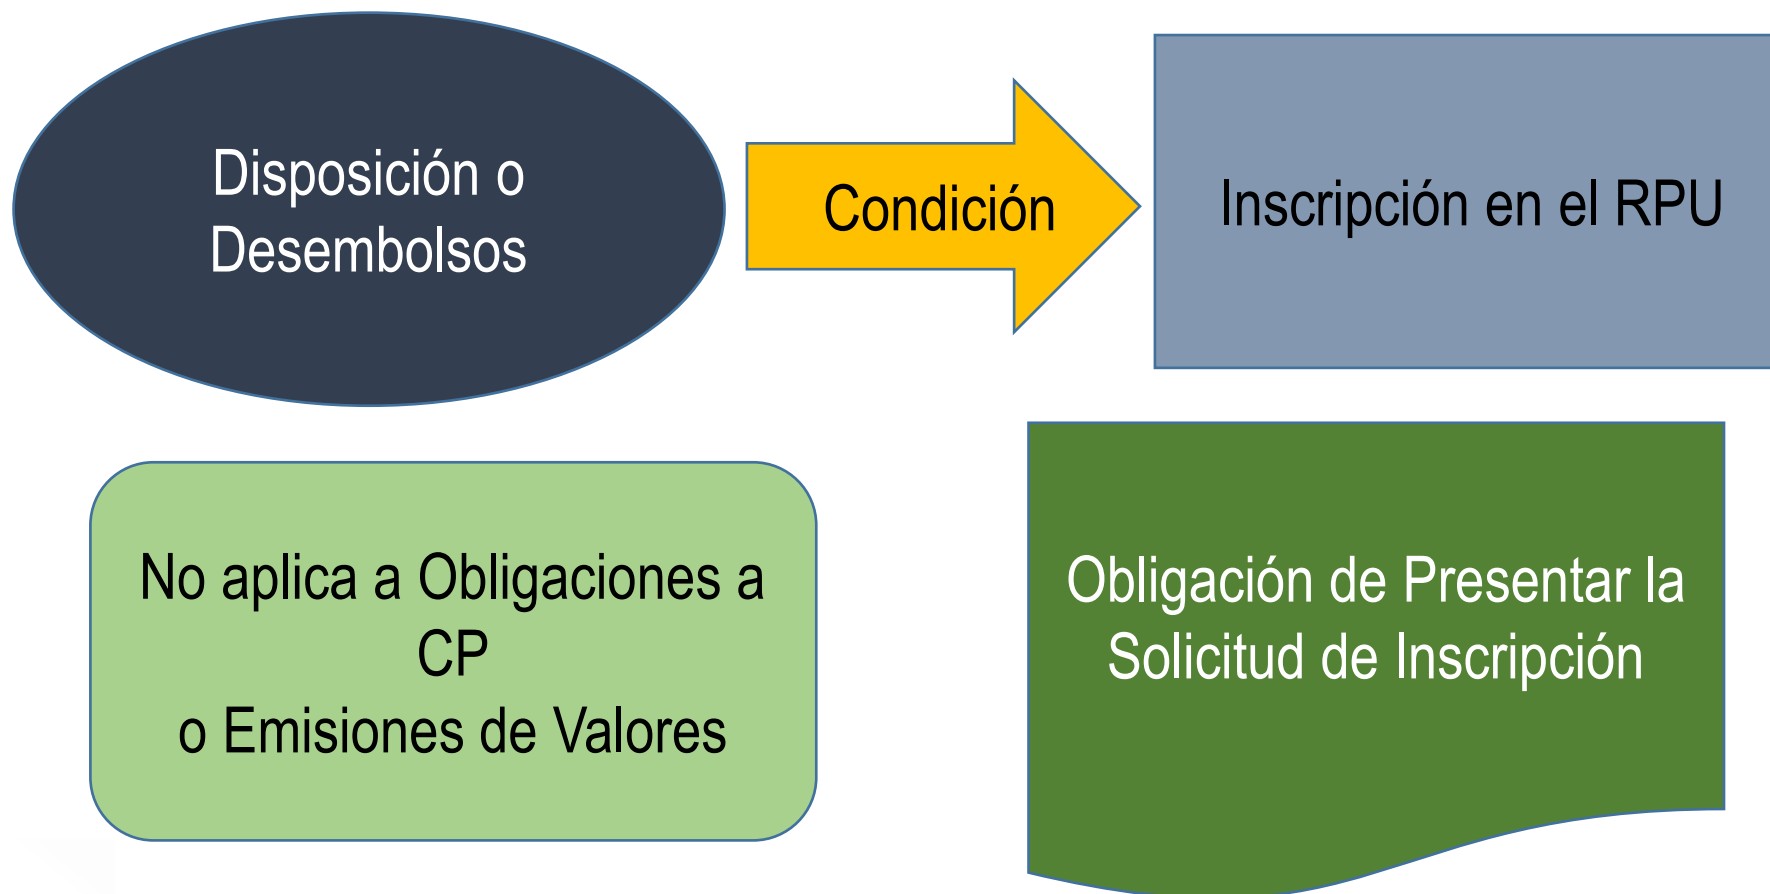 Disposición o
Desembolsos
Condición
Inscripción en el RPU
No aplica a Obligaciones a
CP
o Emisiones de Valores
Obligación de Presentar la
Solicitud de Inscripción